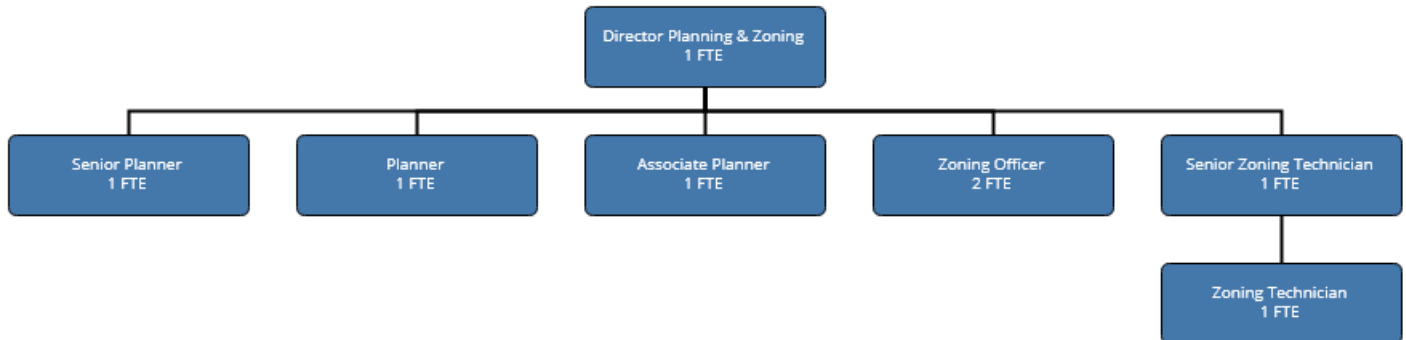 Director Planning & Zoning
1 FTE
Senior Planner
1 FTE
Planner
1 FTE
Associate Planner
1 FTE
Zoning Officer
2 FTE
Senior Zoning Technician
1 FTE
Zoning Technician
1 FTE